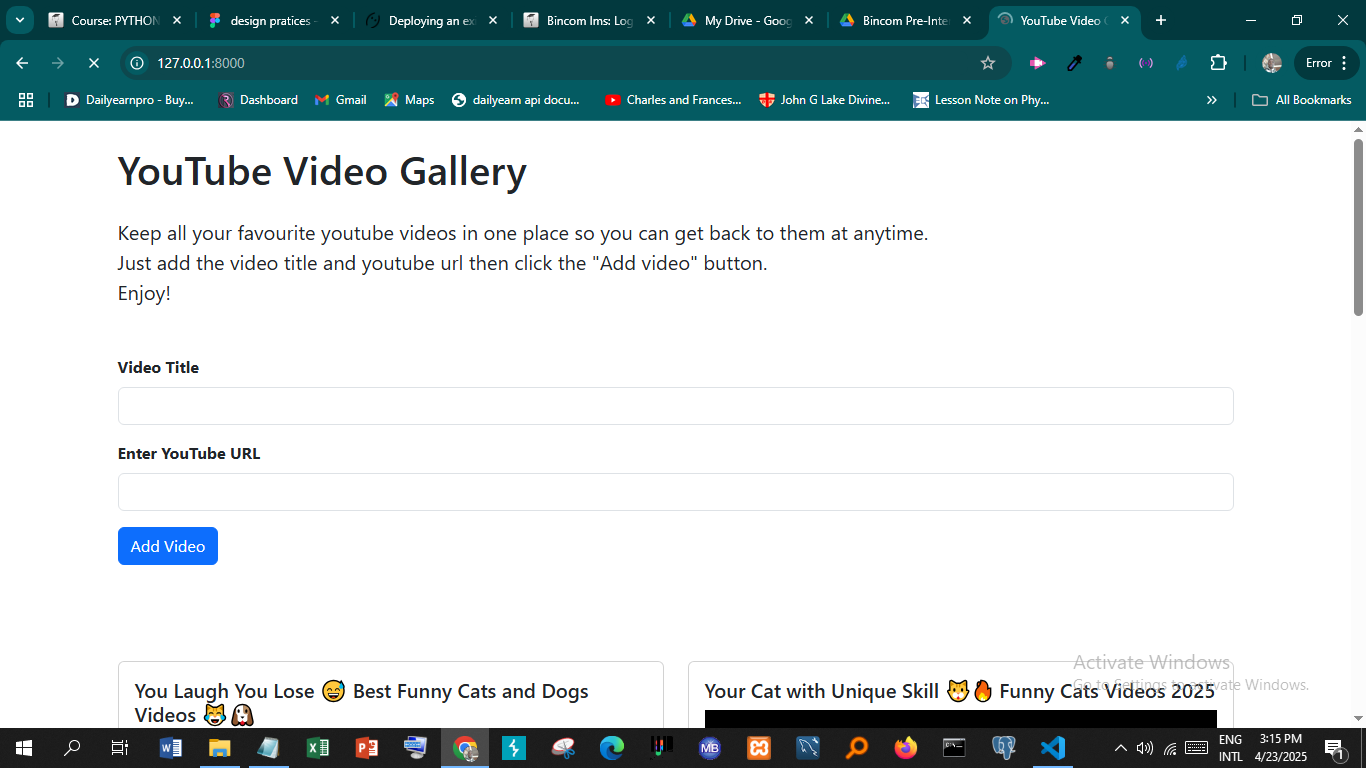 Course: PYTHON
design pratices -
Deploying an ex
Bincom lms: Log
My Drive - Goog
Bincom Pre-Inte
YouTube Video G
127.0.0.1:8000
Error
Dailyearnpro - Buy...
Dashboard
Gmail
Maps
dailyearn api docu...
Charles and Frances...
John G Lake Divine...
Lesson Note on Phy...
»
All Bookmarks
YouTube Video Gallery
Keep all your favourite youtube videos in one place so you can get back to them at anytime.
Just add the video title and youtube url then click the "Add video" button.
Enjoy!
Video Title
Enter YouTube URL
Add Video
You Laugh You Lose 😅 Best Funny Cats and Dogs
Videos 😹🐶
Your Cat with Unique Skill 😺🔥 Funny Cats Videos 2025
Activate Windows
Go to Settings to activate Windows.
MB
ENG
INTL
3:15 PM
4/23/2025
1